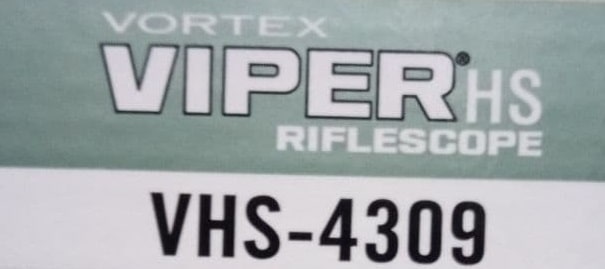 VORTEX
VIPER® HS
RIFLESCOPE
VHS-4309